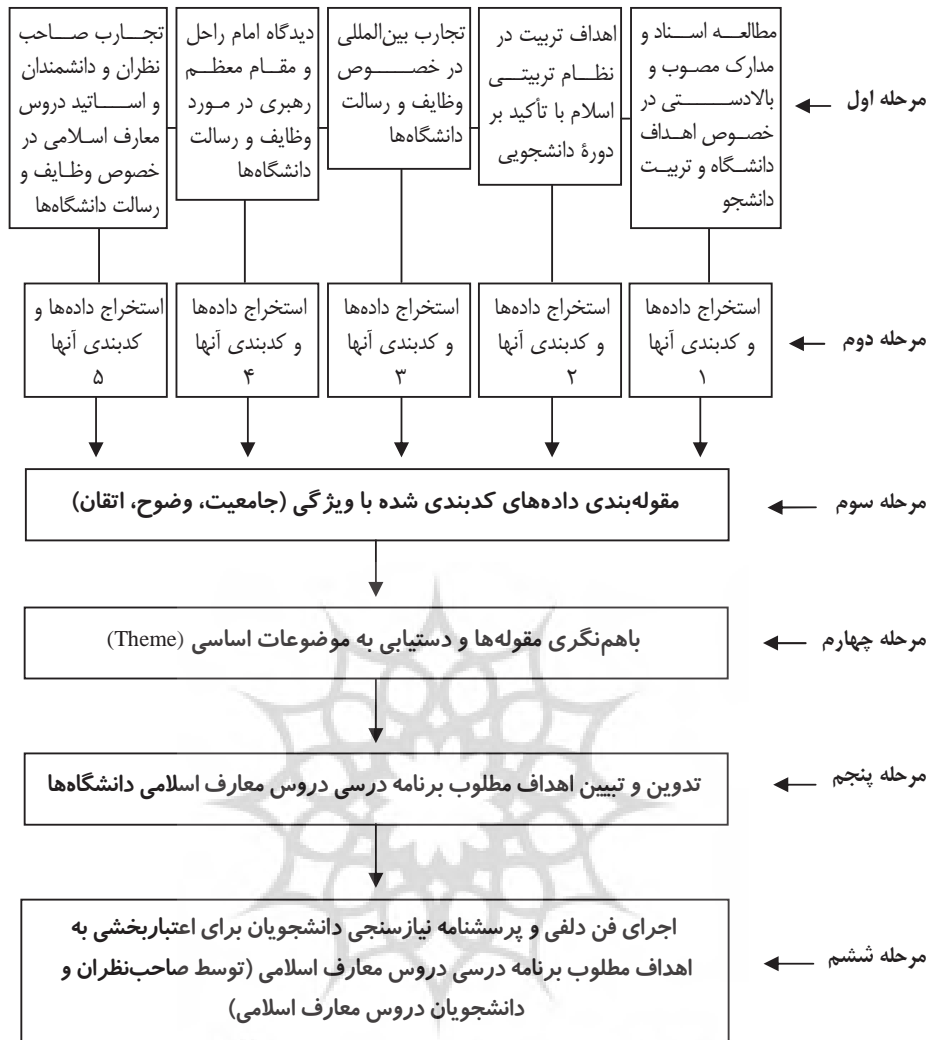 مرحله اول
مطالعه اسناد و
مدارک مصوب و
بالادستی در
خصوص اهداف
دانشگاه و تربیت
دانشجو
اهداف تربیت در
نظام تربیتی
اسلام با تأکید بر
دورهٔ دانشجویی
تجارب بین‌المللی
در خصوص
وظایف و رسالت
دانشگاه‌ها
دیدگاه امام راحل
و مقام معظم
رهبری در مورد
وظایف و رسالت
دانشگاه‌ها
تجارب صاحب
نظران و دانشمندان
و اساتید دروس
معارف اسلامی در
خصوص وظایف و
رسالت دانشگاه‌ها
مرحله دوم
استخراج داده‌ها
و کدبندی آنها
۱
استخراج داده‌ها
و کدبندی آنها
۲
استخراج داده‌ها
و کدبندی آنها
۳
استخراج داده‌ها
و کدبندی آنها
۴
استخراج داده‌ها و
کدبندی آنها
۵
مرحله سوم
مقوله‌بندی داده‌های کدبندی شده با ویژگی (جامعیت، وضوح، اتقان)
مرحله چهارم
باهم‌نگری مقوله‌ها و دستیابی به موضوعات اساسی (Theme)
مرحله پنجم
تدوین و تبیین اهداف مطلوب برنامه درسی دروس معارف اسلامی دانشگاه‌ها
مرحله ششم
اجرای فن دلفی و پرسشنامه نیازسنجی دانشجویان برای اعتباربخشی به
اهداف مطلوب برنامه درسی دروس معارف اسلامی (توسط صاحب‌نظران و
دانشجویان دروس معارف اسلامی)